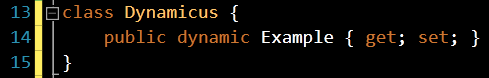 13 class Dynamicus {
14 public dynamic Example { get; set; }
15 }